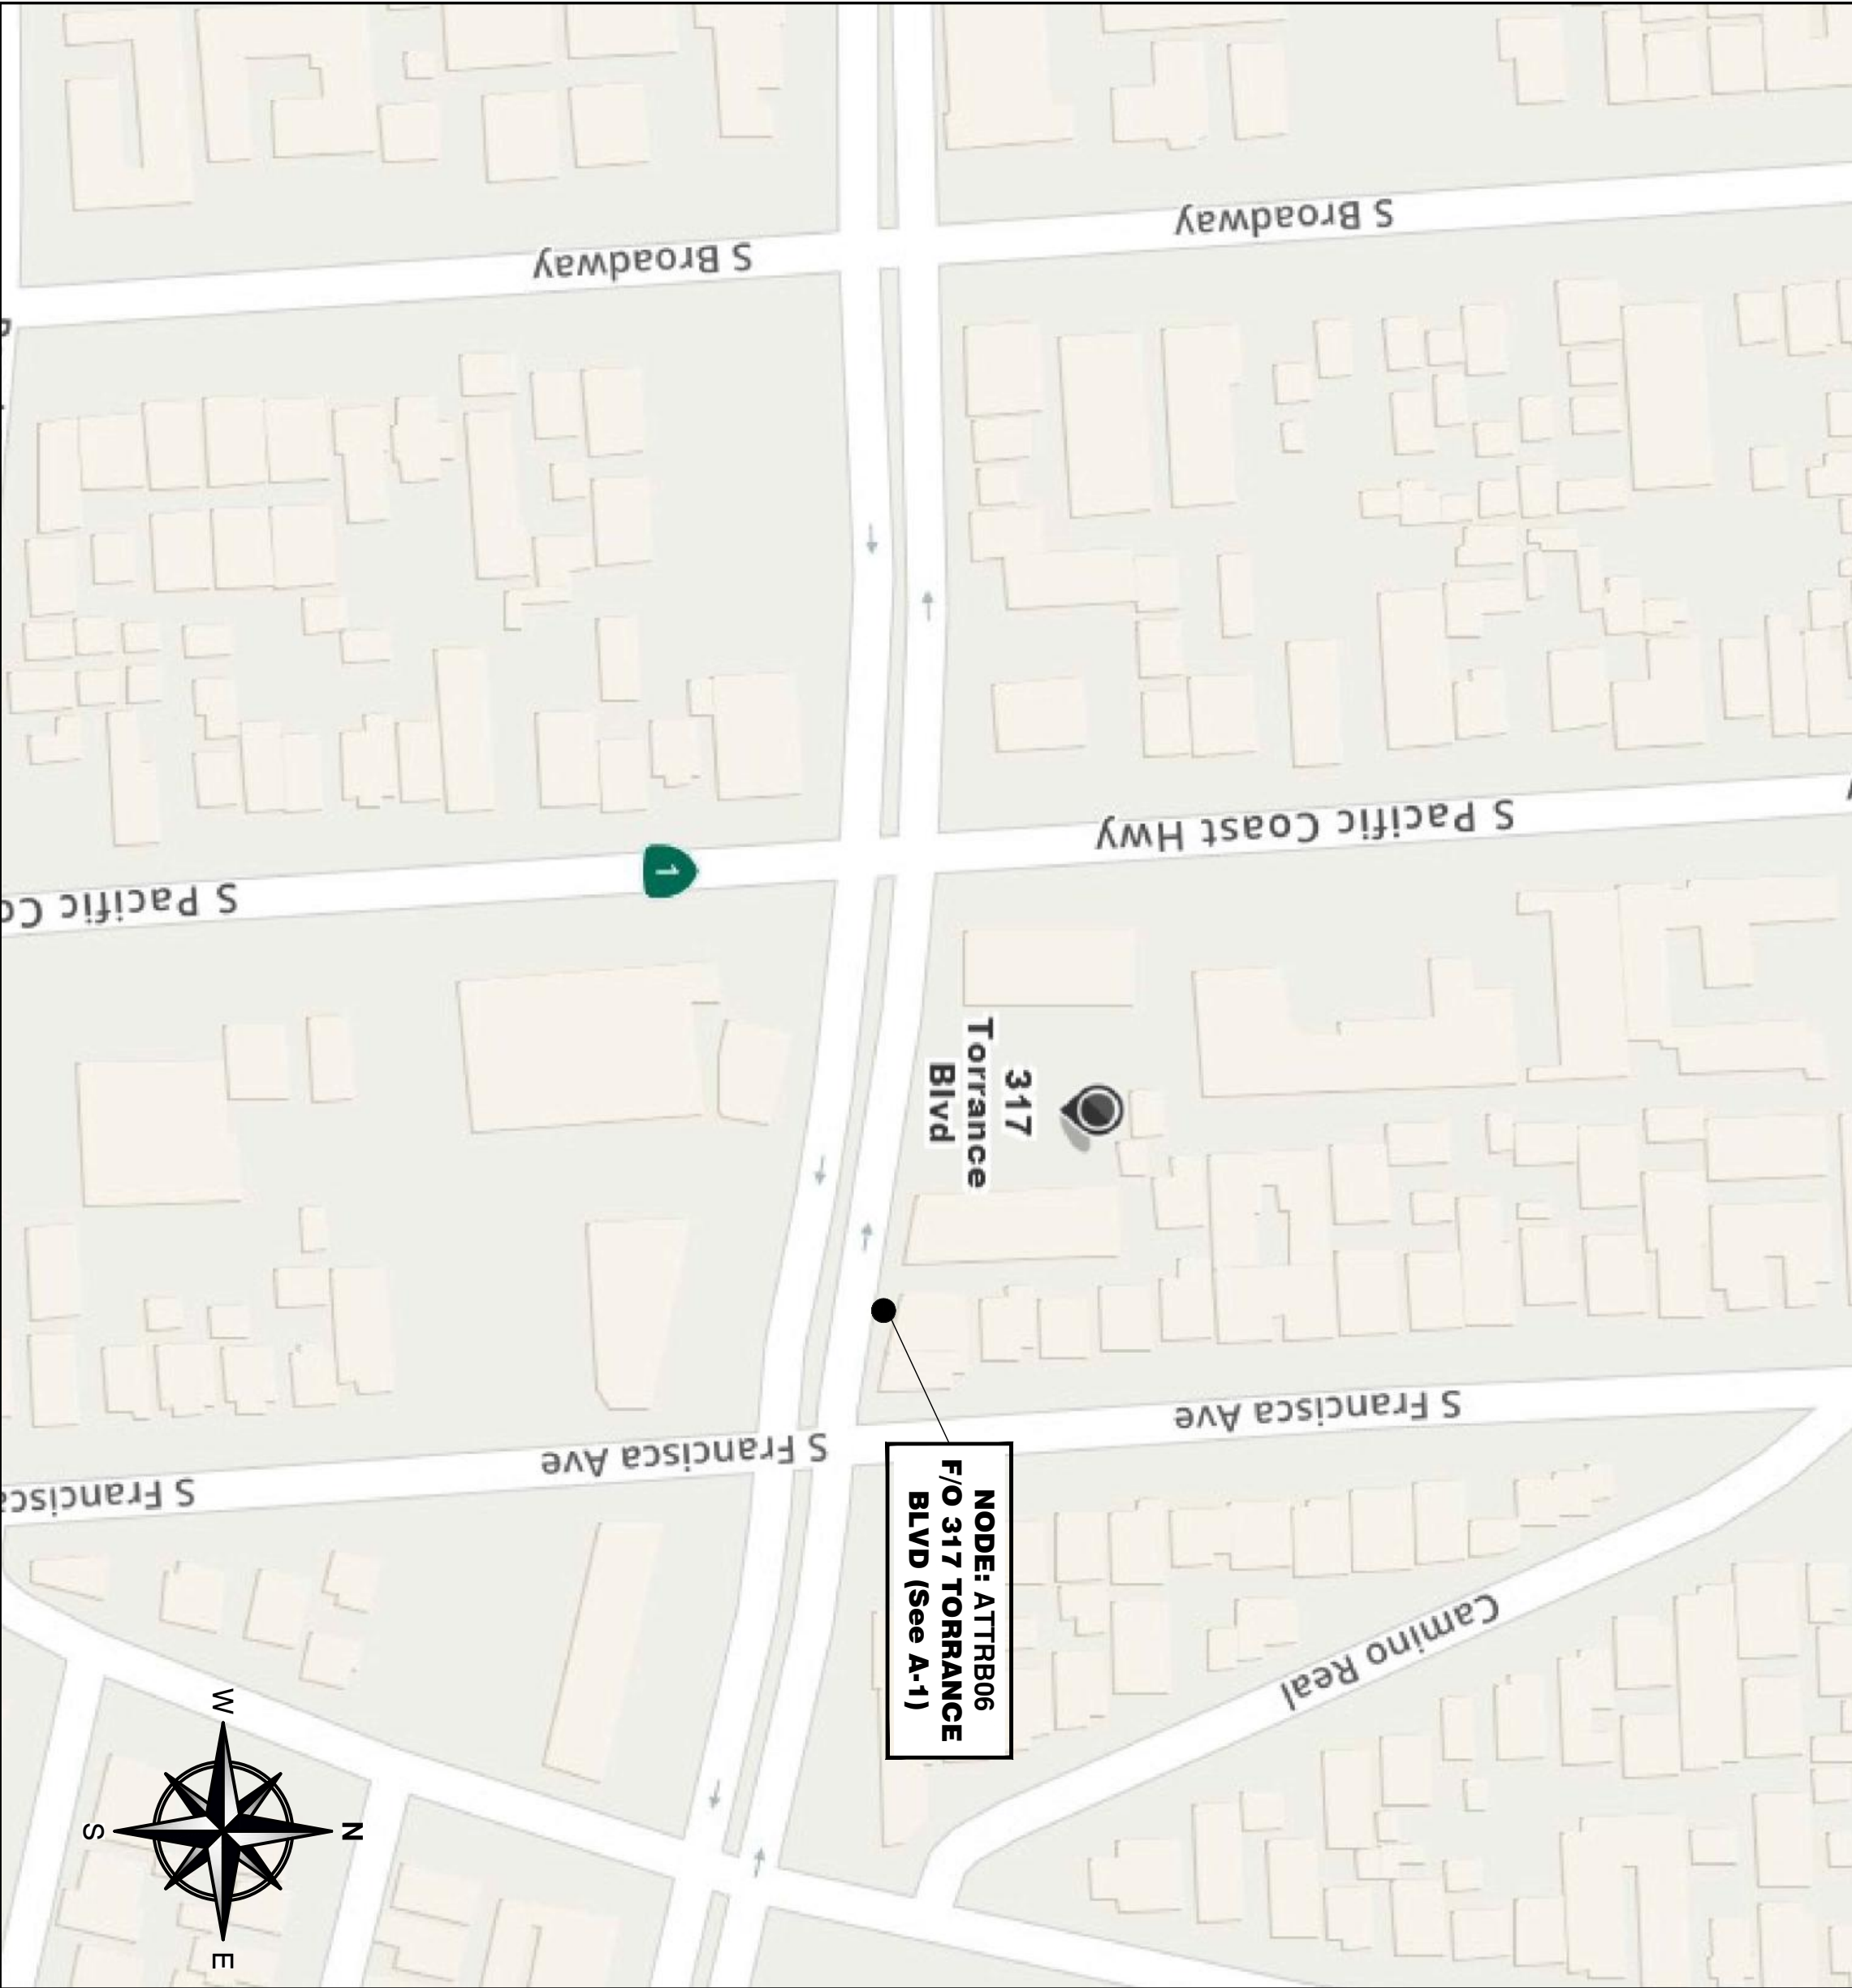 S Broadway
S Broadway
S Pacific Coast Hwy
1
S Pacific Co
317
Torrance
Blvd
S Francisca Ave
S Francisca Ave
S Francisca
NODE: ATTRB06
F/O 317 TORRANCE
BLVD (See A-1)
Camino Real
W
N
S
E